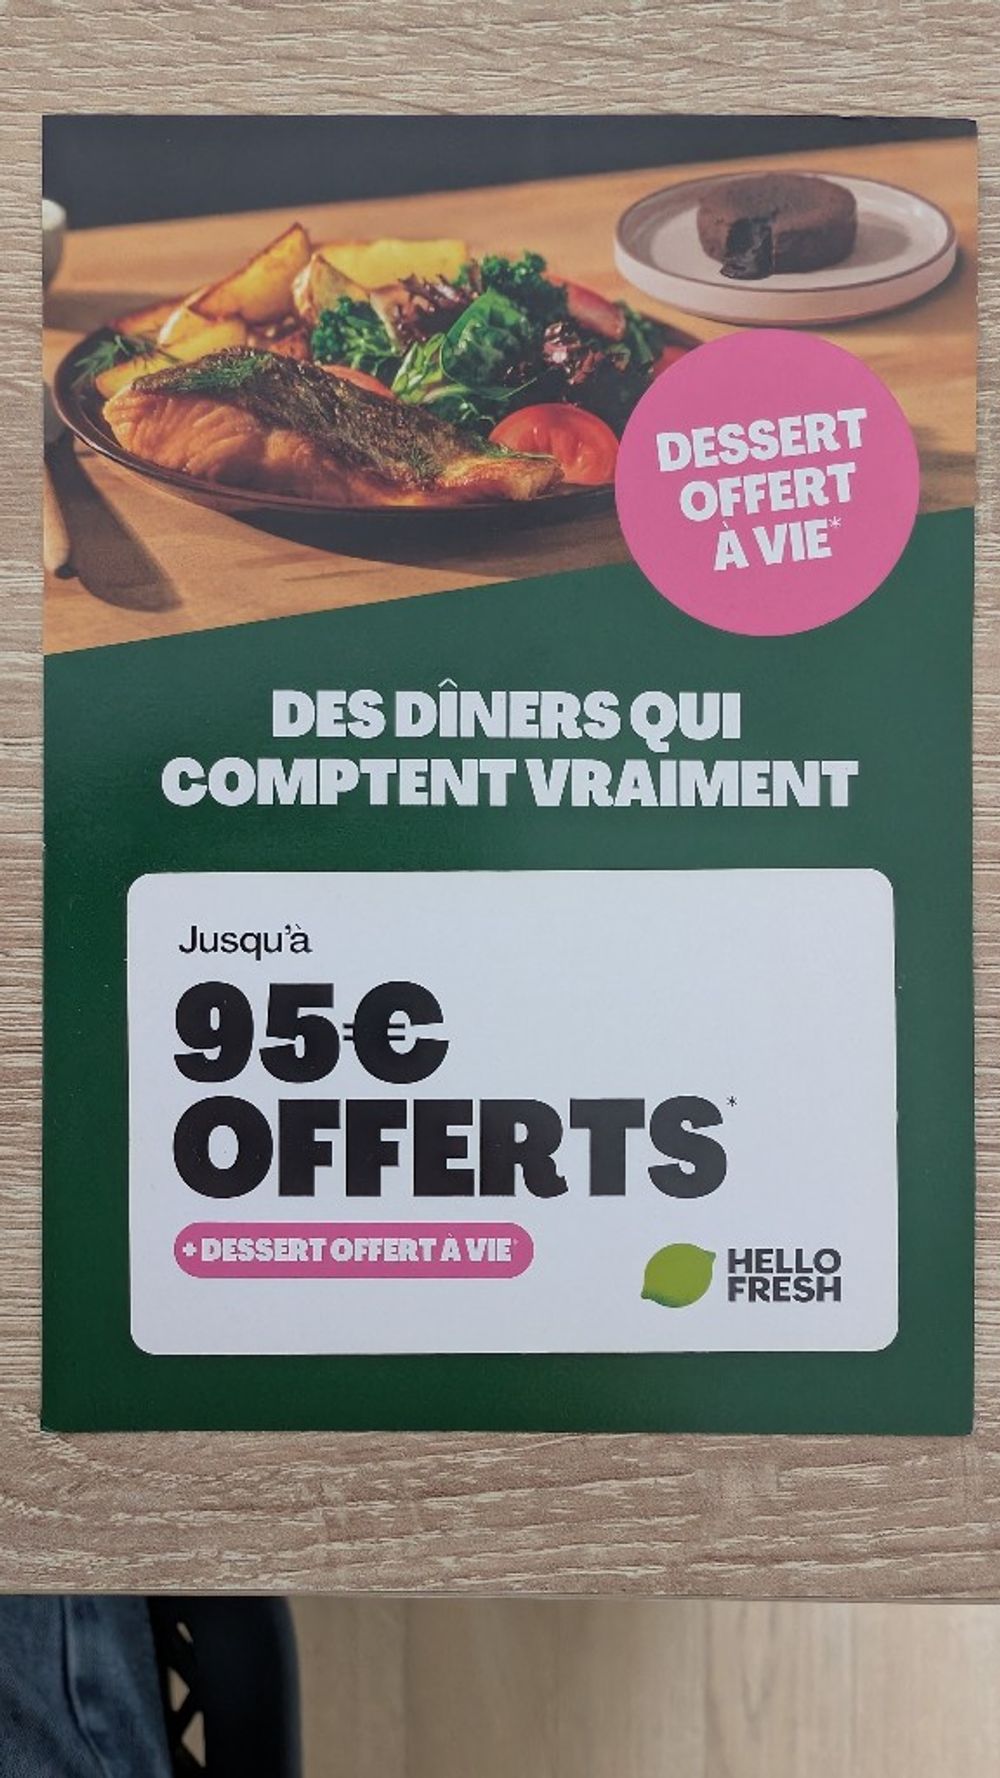 DESSERT
OFFERT
À VIE*
DES DÎNERS QUI
COMPTENT VRAIMENT
Jusqu'à
95€
OFFERTS*
+ DESSERT OFFERT À VIE*
HELLO
FRESH